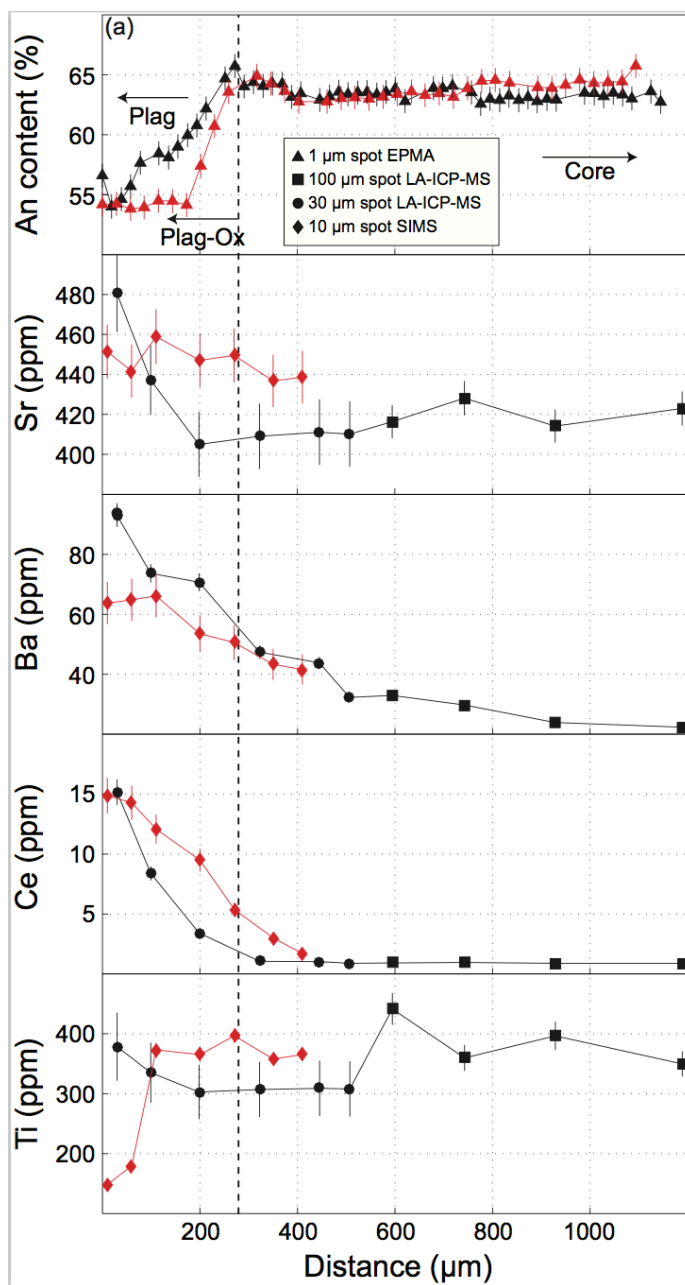 (a)
An content (%)
65
60
55
Plag
Plag-Ox
Core
1 µm spot EPMA
100 µm spot LA-ICP-MS
30 µm spot LA-ICP-MS
10 µm spot SIMS
Sr (ppm)
480
460
440
420
400
Ba (ppm)
80
60
40
Ce (ppm)
15
10
5
Ti (ppm)
400
300
200
200 400 600 800 1000
Distance (µm)